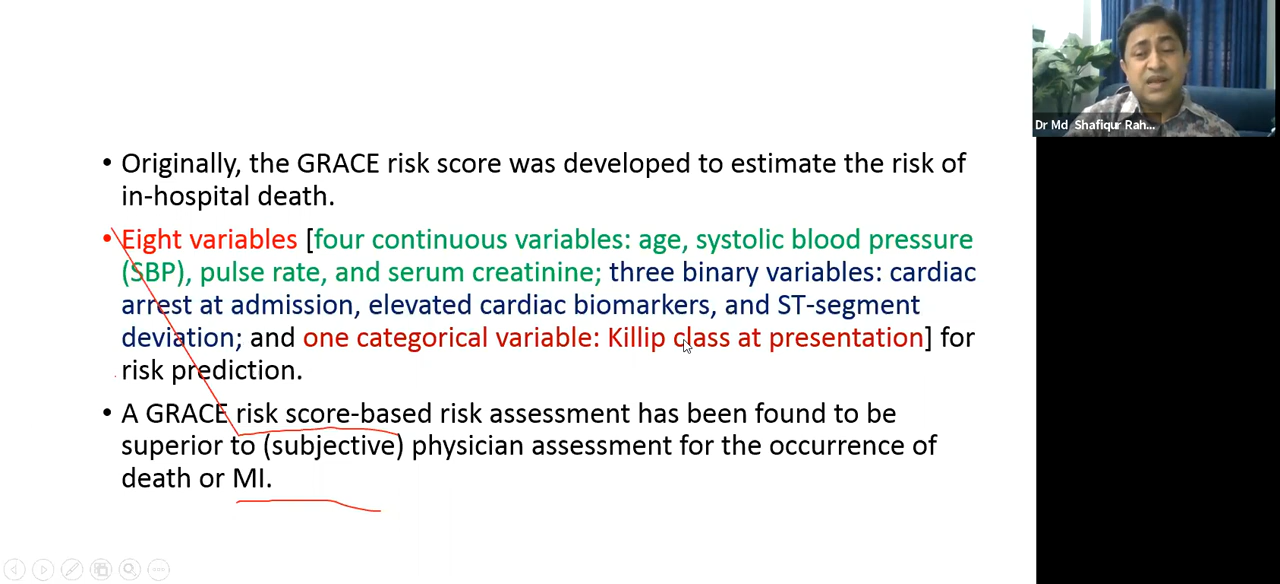 • Originally, the GRACE risk score was developed to estimate the risk of
in-hospital death.
• Eight variables [four continuous variables: age, systolic blood pressure
(SBP), pulse rate, and serum creatinine; three binary variables: cardiac
arrest at admission, elevated cardiac biomarkers, and ST-segment
deviation; and one categorical variable: Killip class at presentation] for
risk prediction.
• A GRACE risk score-based risk assessment has been found to be
superior to (subjective) physician assessment for the occurrence of
death or MI.
Dr Md Shafiqur Rah...